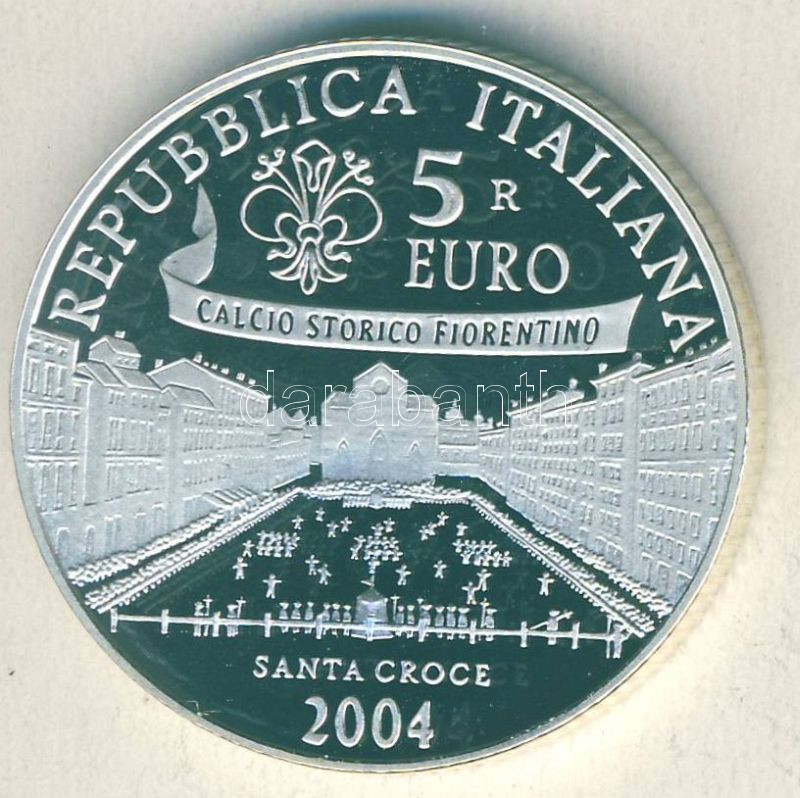 REPUBBLICA ITALIANA
5 R
EURO
CALCIO STORICO FIORENTINO
darabanth
SANTA CROCE
2004